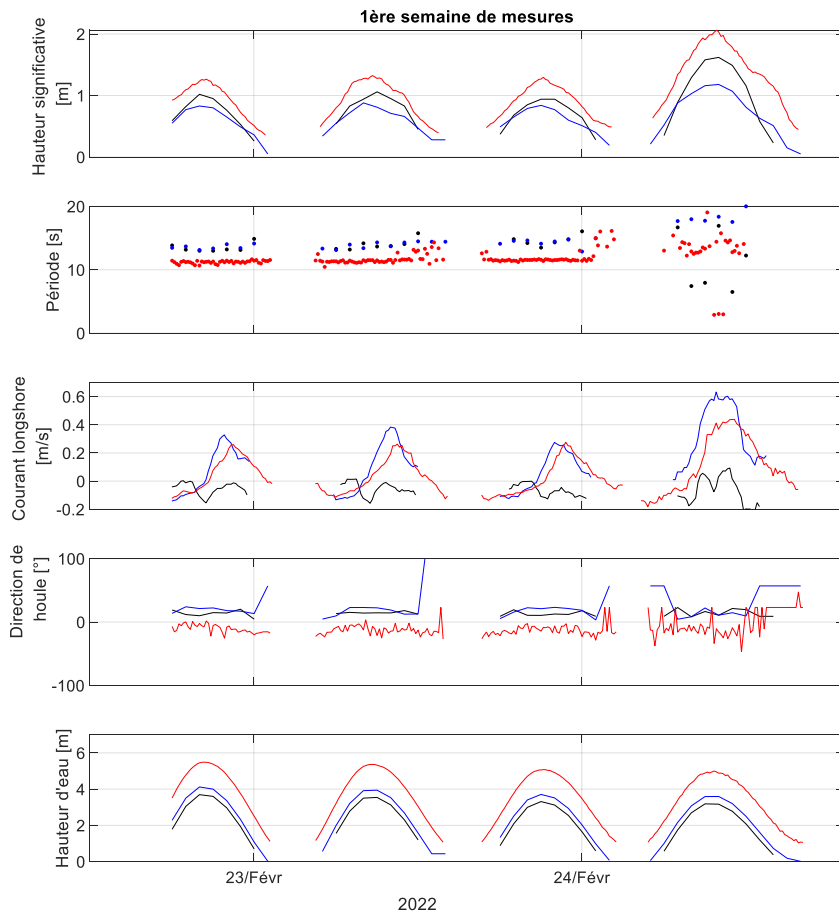 1ère semaine de mesures
Hauteur significative
[m]
2
1
0
Période [s]
20
10
0
Courant longshore
[m/s]
0.6
0.4
0.2
0
-0.2
Direction de
houle [°]
100
0
-100
Hauteur d'eau [m]
6
4
2
0
23/Févr
24/Févr
2022